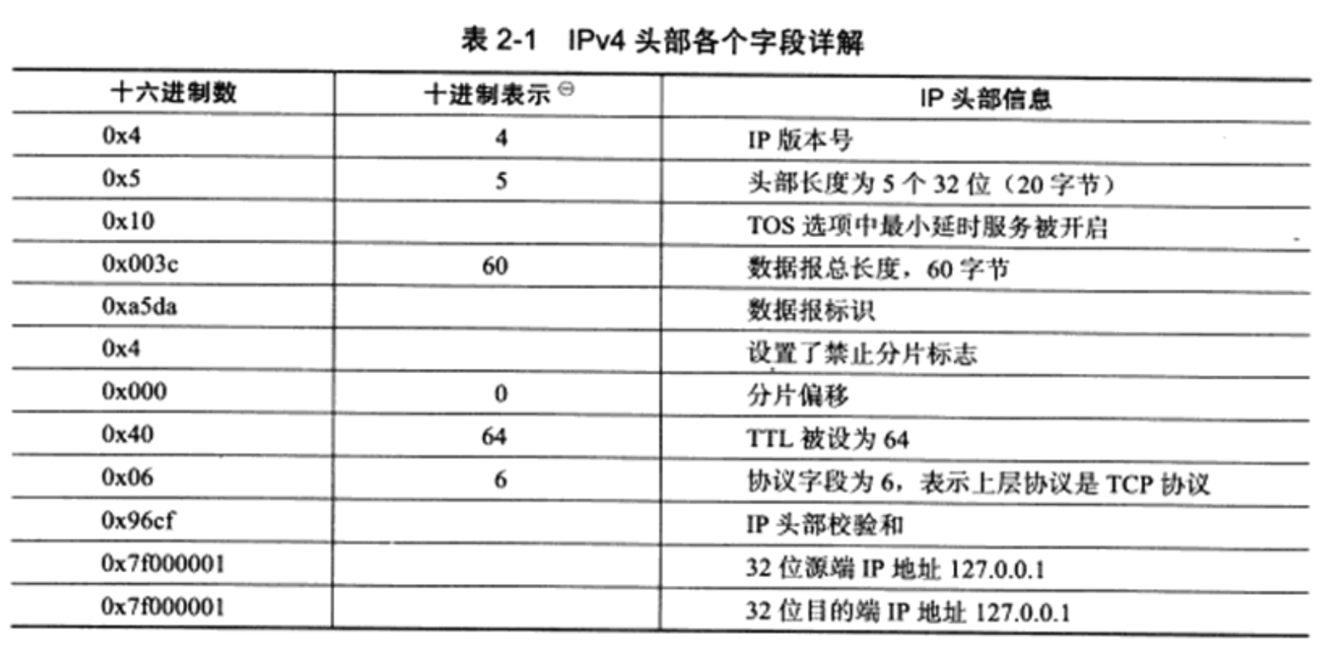 表 2-1 IPv4 头部各个字段详解
十六进制数 十进制表示㊀ IP 头部信息
0x4 4 IP 版本号
0x5 5 头部长度为 5 个 32 位（20 字节）
0x10 TOS 选项中最小延时服务被开启
0x003c 60 数据报总长度，60 字节
0xa5da 数据报标识
0x4 设置了禁止分片标志
0x000 0 分片偏移
0x40 64 TTL 被设为 64
0x06 6 协议字段为 6，表示上层协议是 TCP 协议
0x96cf IP 头部校验和
0x7f000001 32 位源端 IP 地址 127.0.0.1
0x7f000001 32 位目的端 IP 地址 127.0.0.1